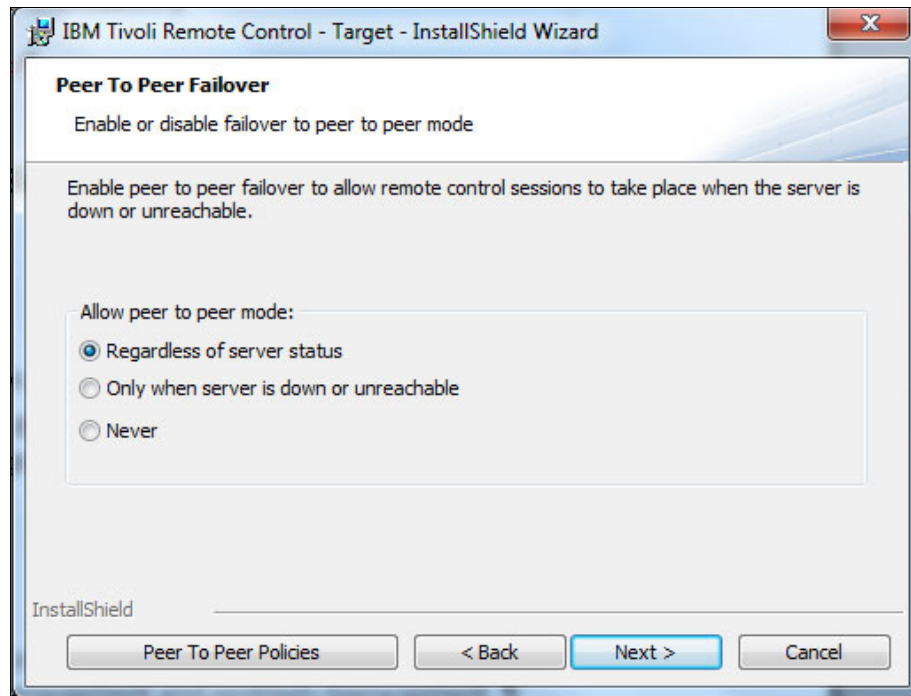 IBM Tivoli Remote Control - Target - InstallShield Wizard
Peer To Peer Failover
Enable or disable failover to peer to peer mode
Enable peer to peer failover to allow remote control sessions to take place when the server is
down or unreachable.
Allow peer to peer mode:
Regardless of server status
Only when server is down or unreachable
Never
InstallShield
Peer To Peer Policies
< Back
Next >
Cancel